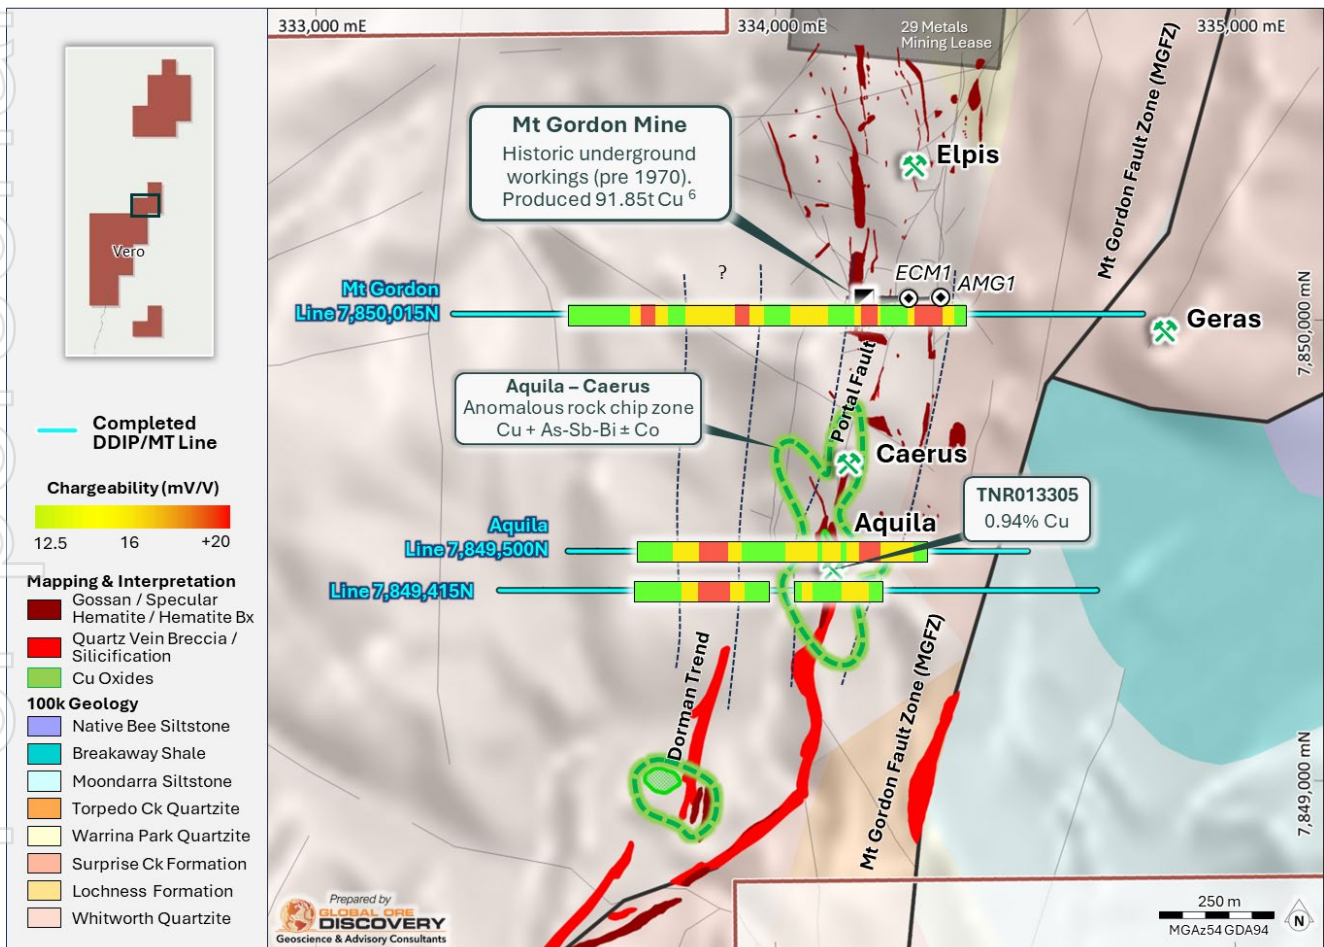 333,000 mE
334,000 mE
335,000 mE
29 Metals
Mining Lease
Mt Gordon Fault Zone (MGFZ)
Vero
Mt Gordon Mine
Historic underground
workings (pre 1970).
Produced 91.85t Cu 6
Elpis
?
ECM1
AMG1
Mt Gordon
Line 7,850,015N
Geras
7,850,000 mN
Portal Fault
Aquila – Caerus
Anomalous rock chip zone
Cu + As-Sb-Bi ± Co
Caerus
TNR013305
0.94% Cu
Aquila
Aquila
Line 7,849,500N
Line 7,849,415N
Completed
DDIP/MT Line
Chargeability (mV/V)
12.5
16
+20
Mapping & Interpretation
Gossan / Specular
Hematite / Hematite Bx
Quartz Vein Breccia /
Silicification
Cu Oxides
100k Geology
Native Bee Siltstone
Breakaway Shale
Moondarra Siltstone
Torpedo Ck Quartzite
Warrina Park Quartzite
Surprise Ck Formation
Lochness Formation
Whitworth Quartzite
Dorman Trend
Mt Gordon Fault Zone (MGFZ)
7,849,000 mN
Prepared by
GLOBAL ORE
DISCOVERY
Geoscience & Advisory Consultants
250 m
MGAz54 GDA94
N